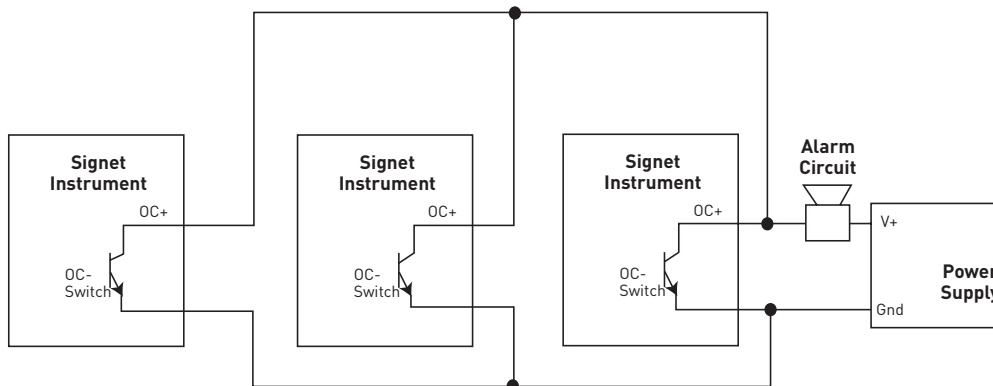 Signet
Instrument
OC+
OC-
Switch
Signet
Instrument
OC+
OC-
Switch
Signet
Instrument
OC+
OC-
Switch
Alarm
Circuit
V+
Power
Supply
Gnd